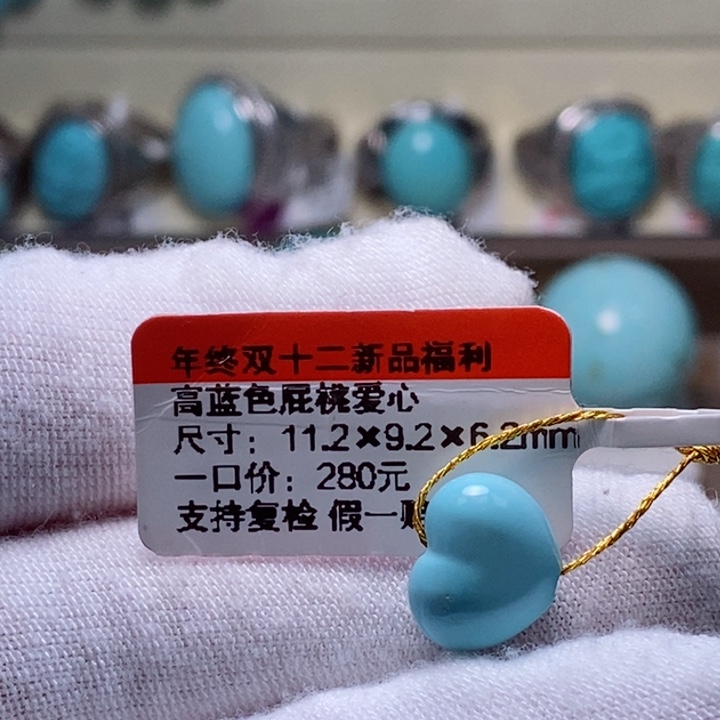 年终双十二新品福利
高蓝色屁桃爱心
尺寸：11.2×9.2×6.2mm
一口价：280元
支持复检 假一